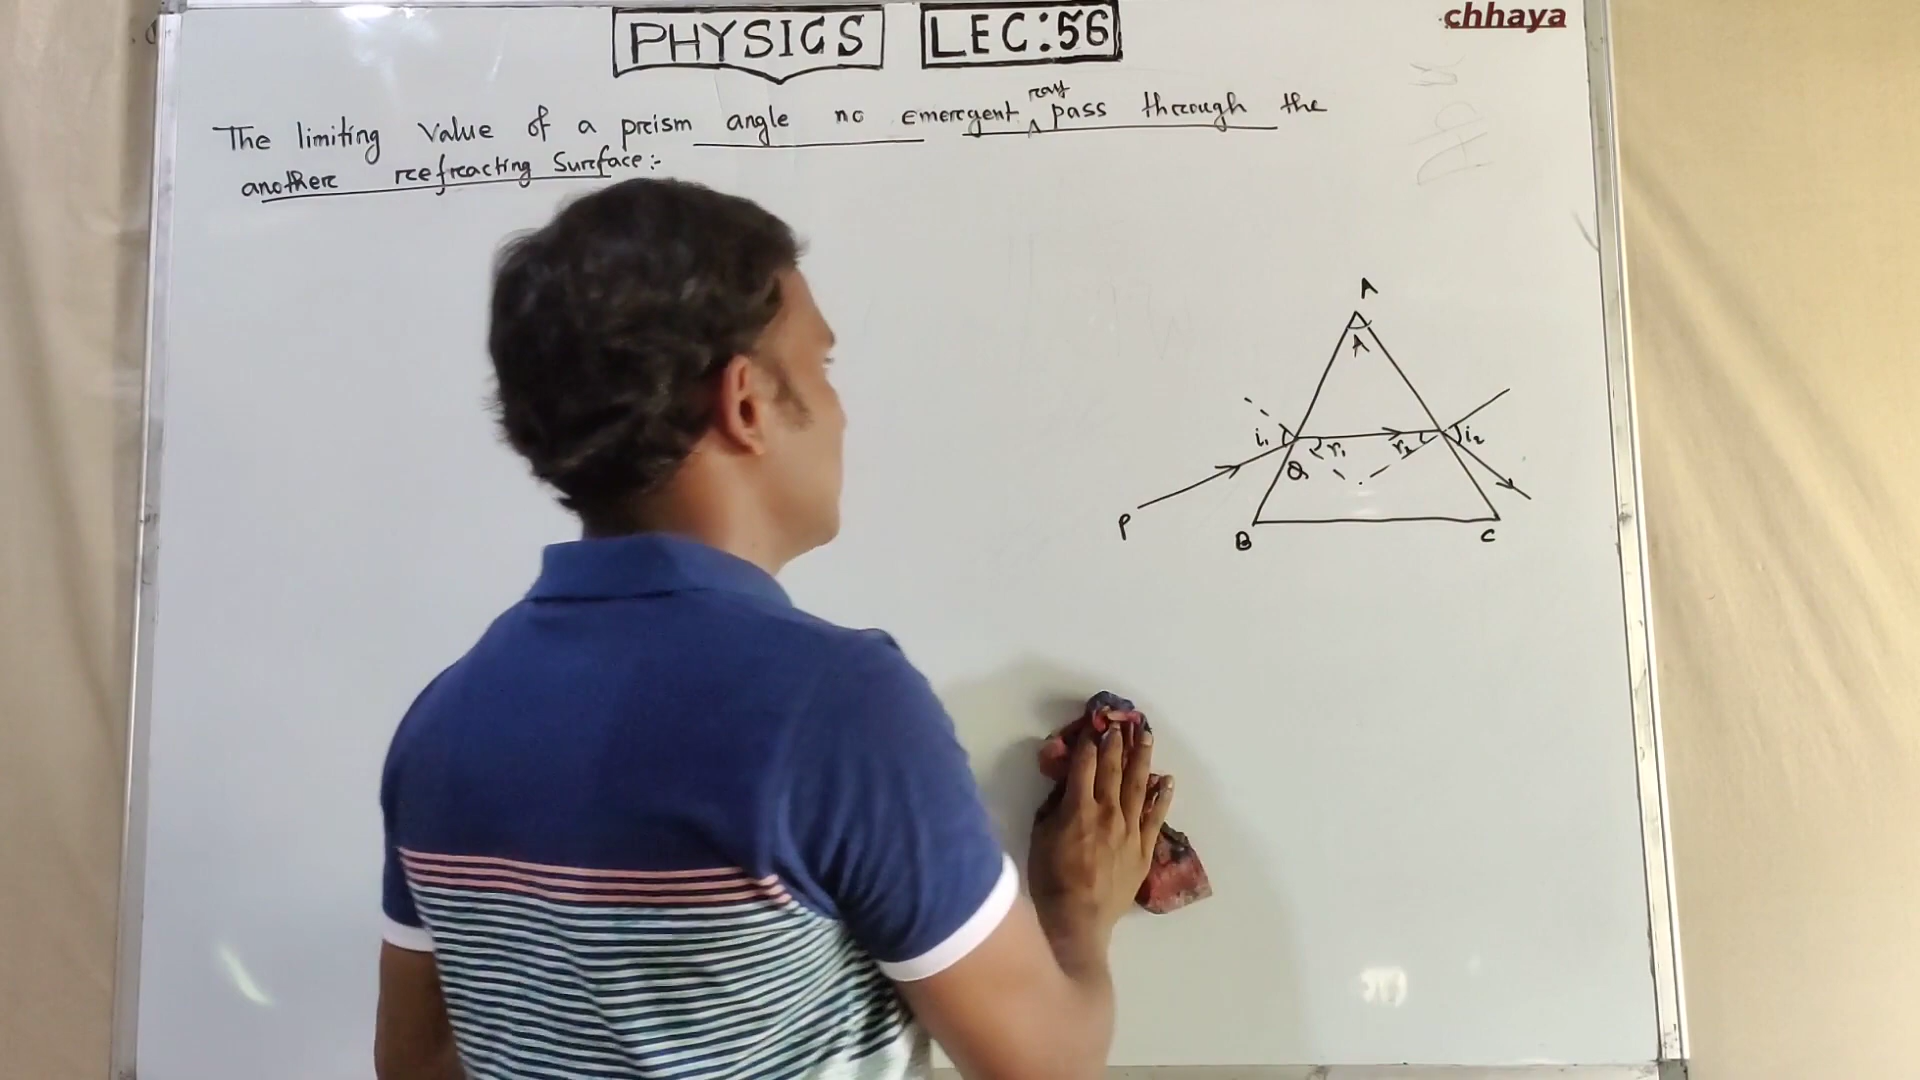 PHYSICS LEC:56
chhaya
The limiting value of a prism angle no emergent ray pass through the
another refracting Surface:-
A
A
i₁ r₁ r₂ i₂
Q
P
B C